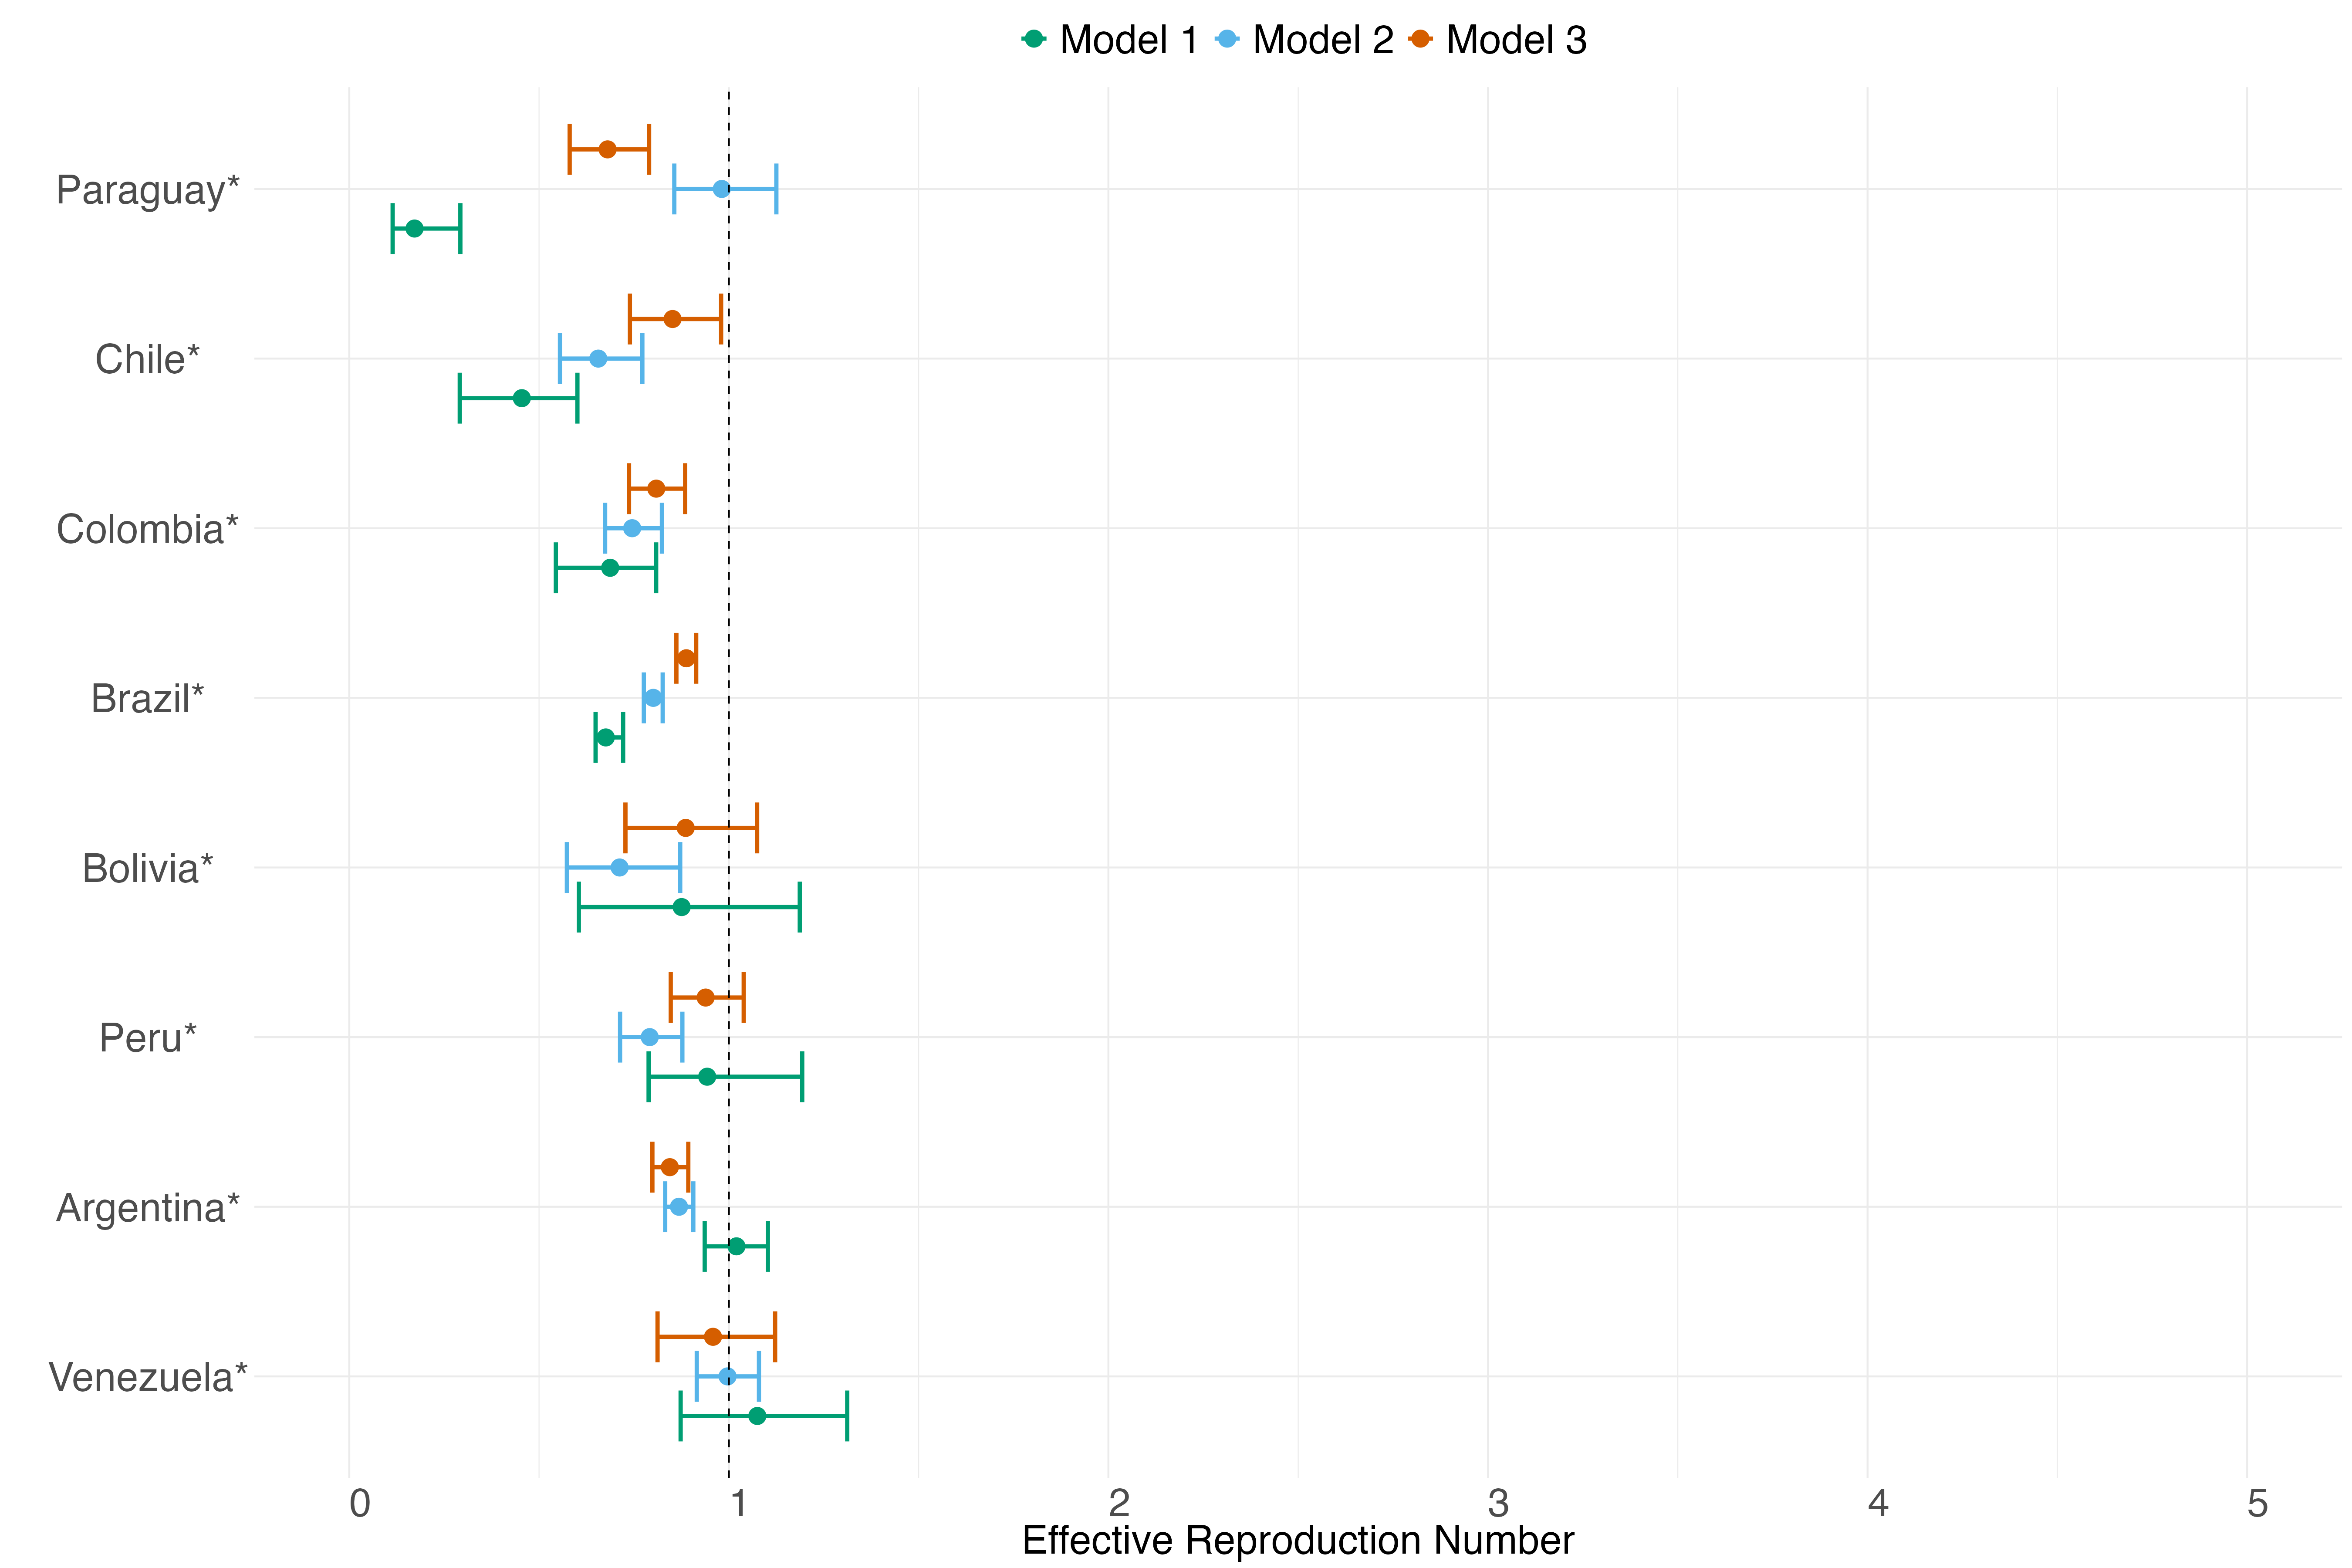 Model 1 Model 2 Model 3
Paraguay*
Chile*
Colombia*
Brazil*
Bolivia*
Peru*
Argentina*
Venezuela*
0 1 2 3 4 5
Effective Reproduction Number